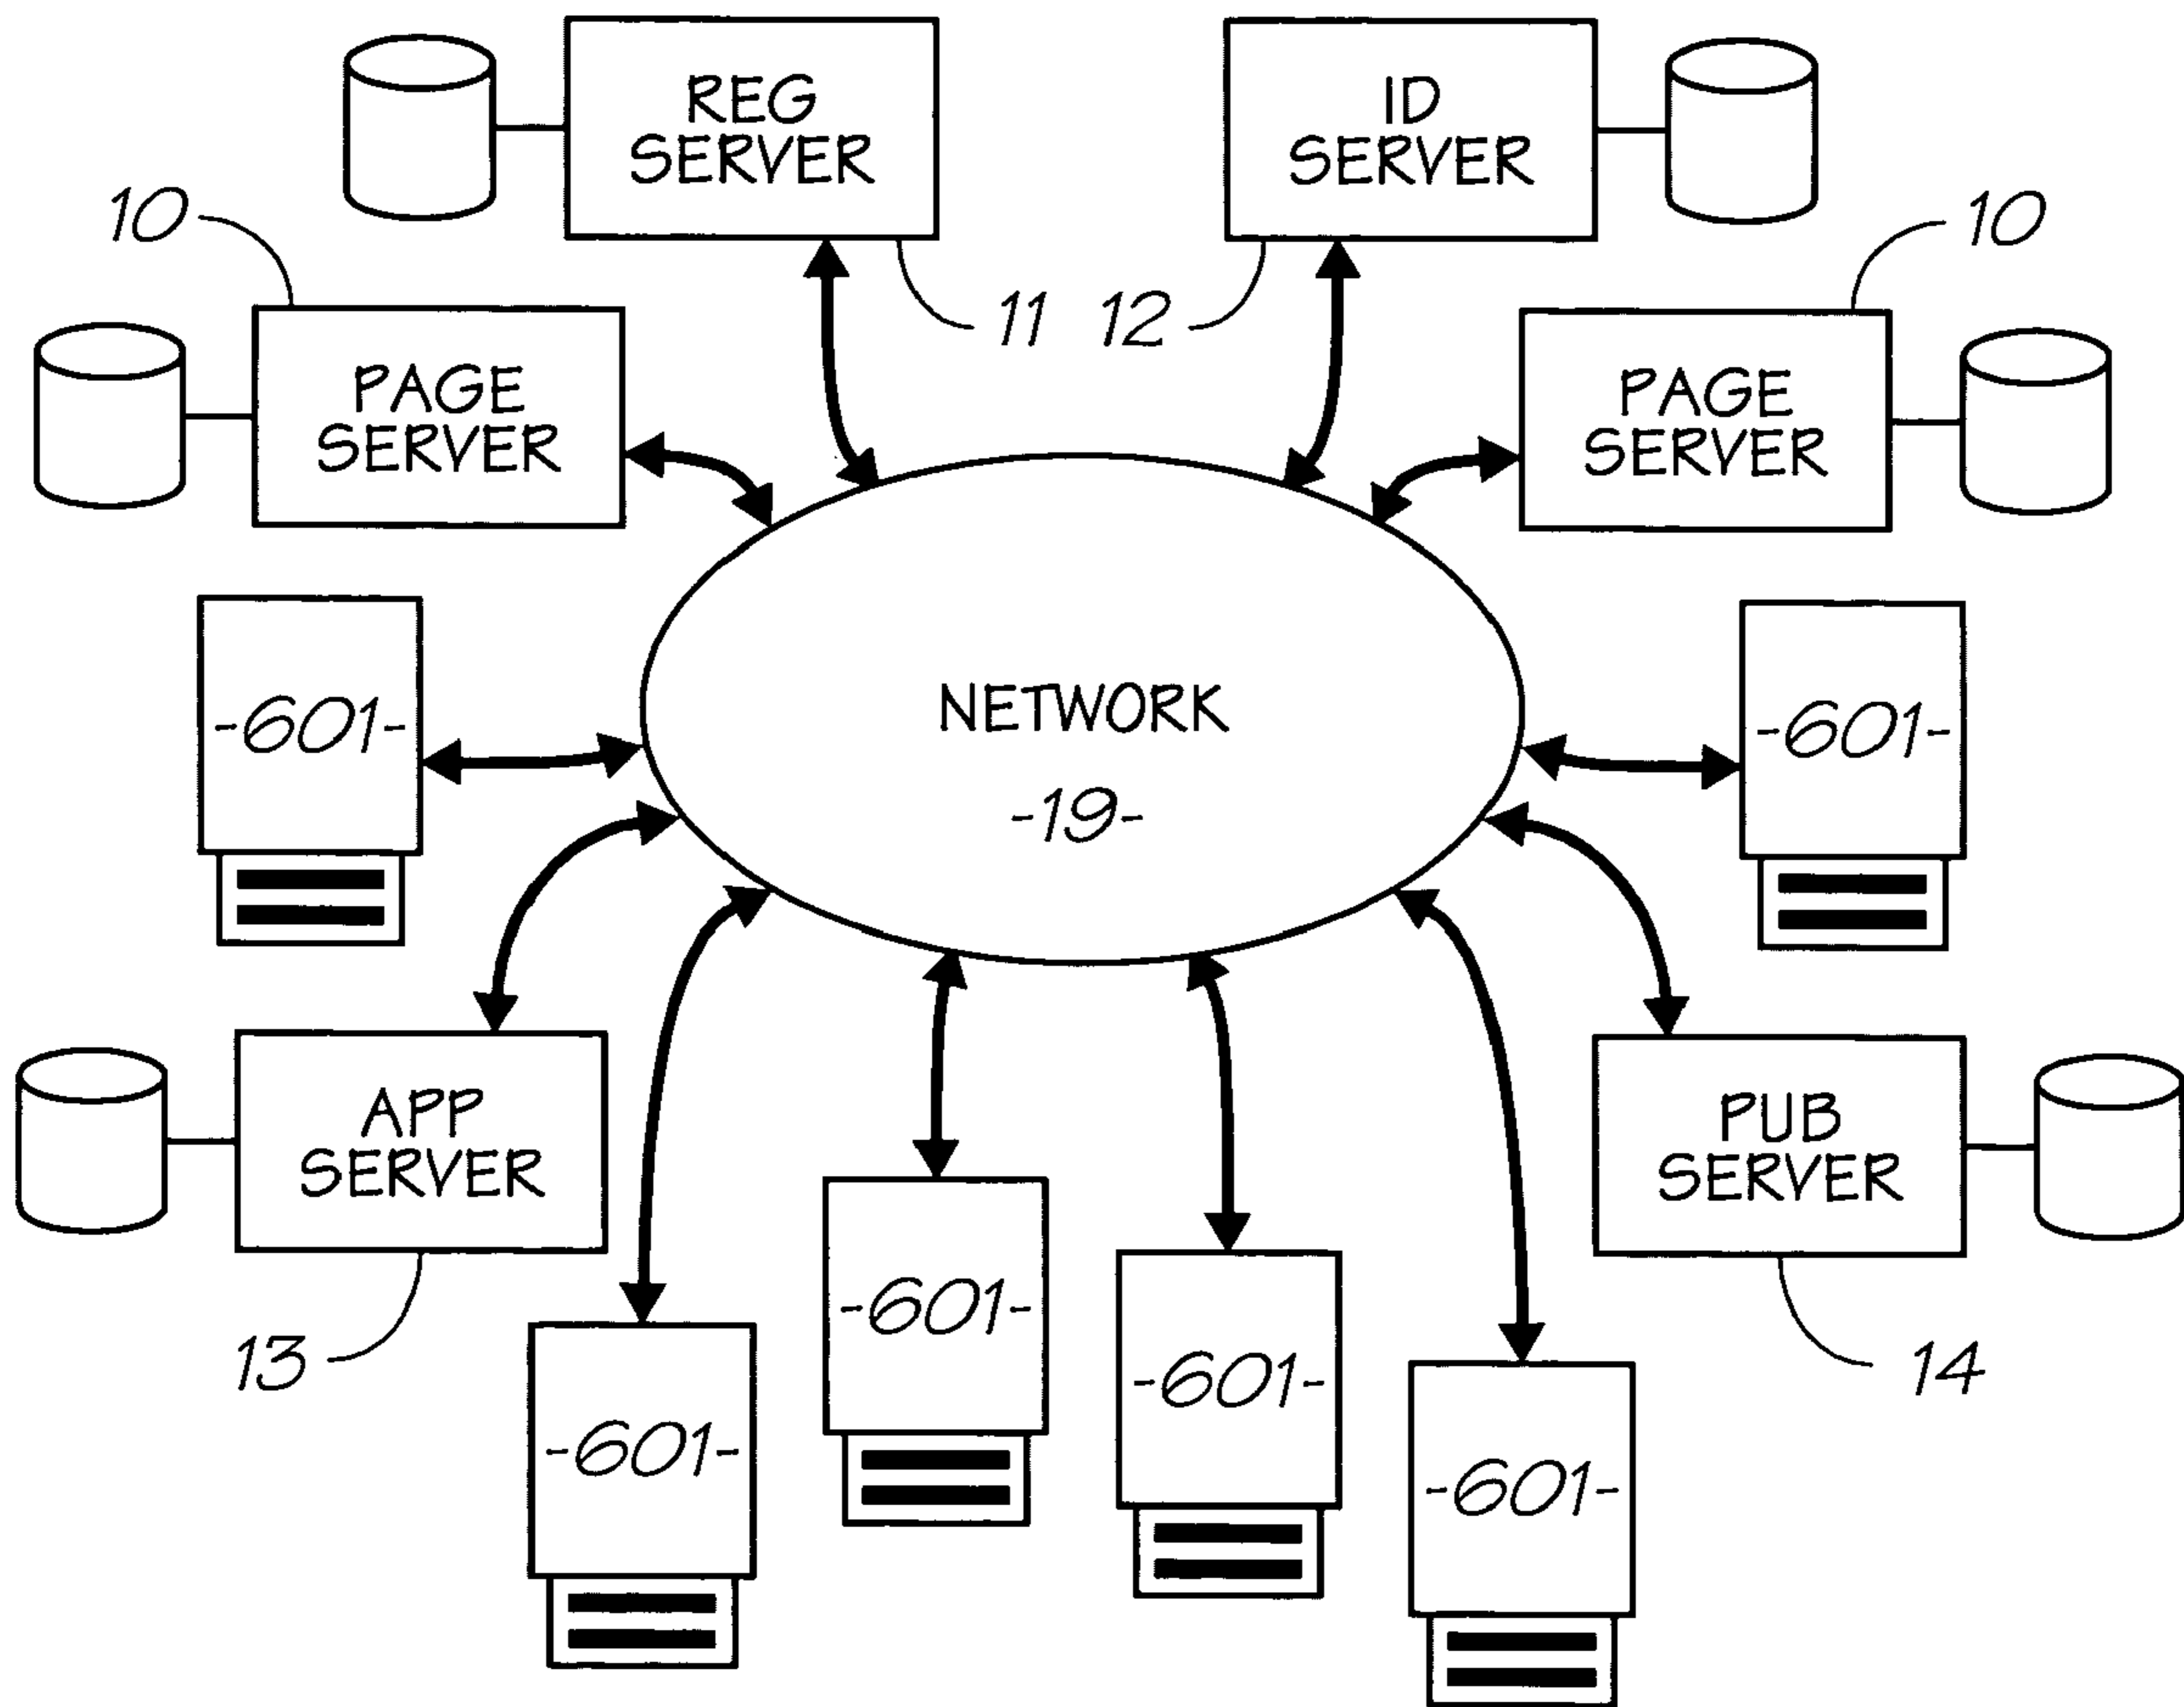 REG
SERVER
ID
SERVER
10
10
11
12
PAGE
SERVER
PAGE
SERVER
-601-
NETWORK
-19-
-601-
APP
SERVER
PUB
SERVER
13
-601-
-601-
-601-
-601-
14